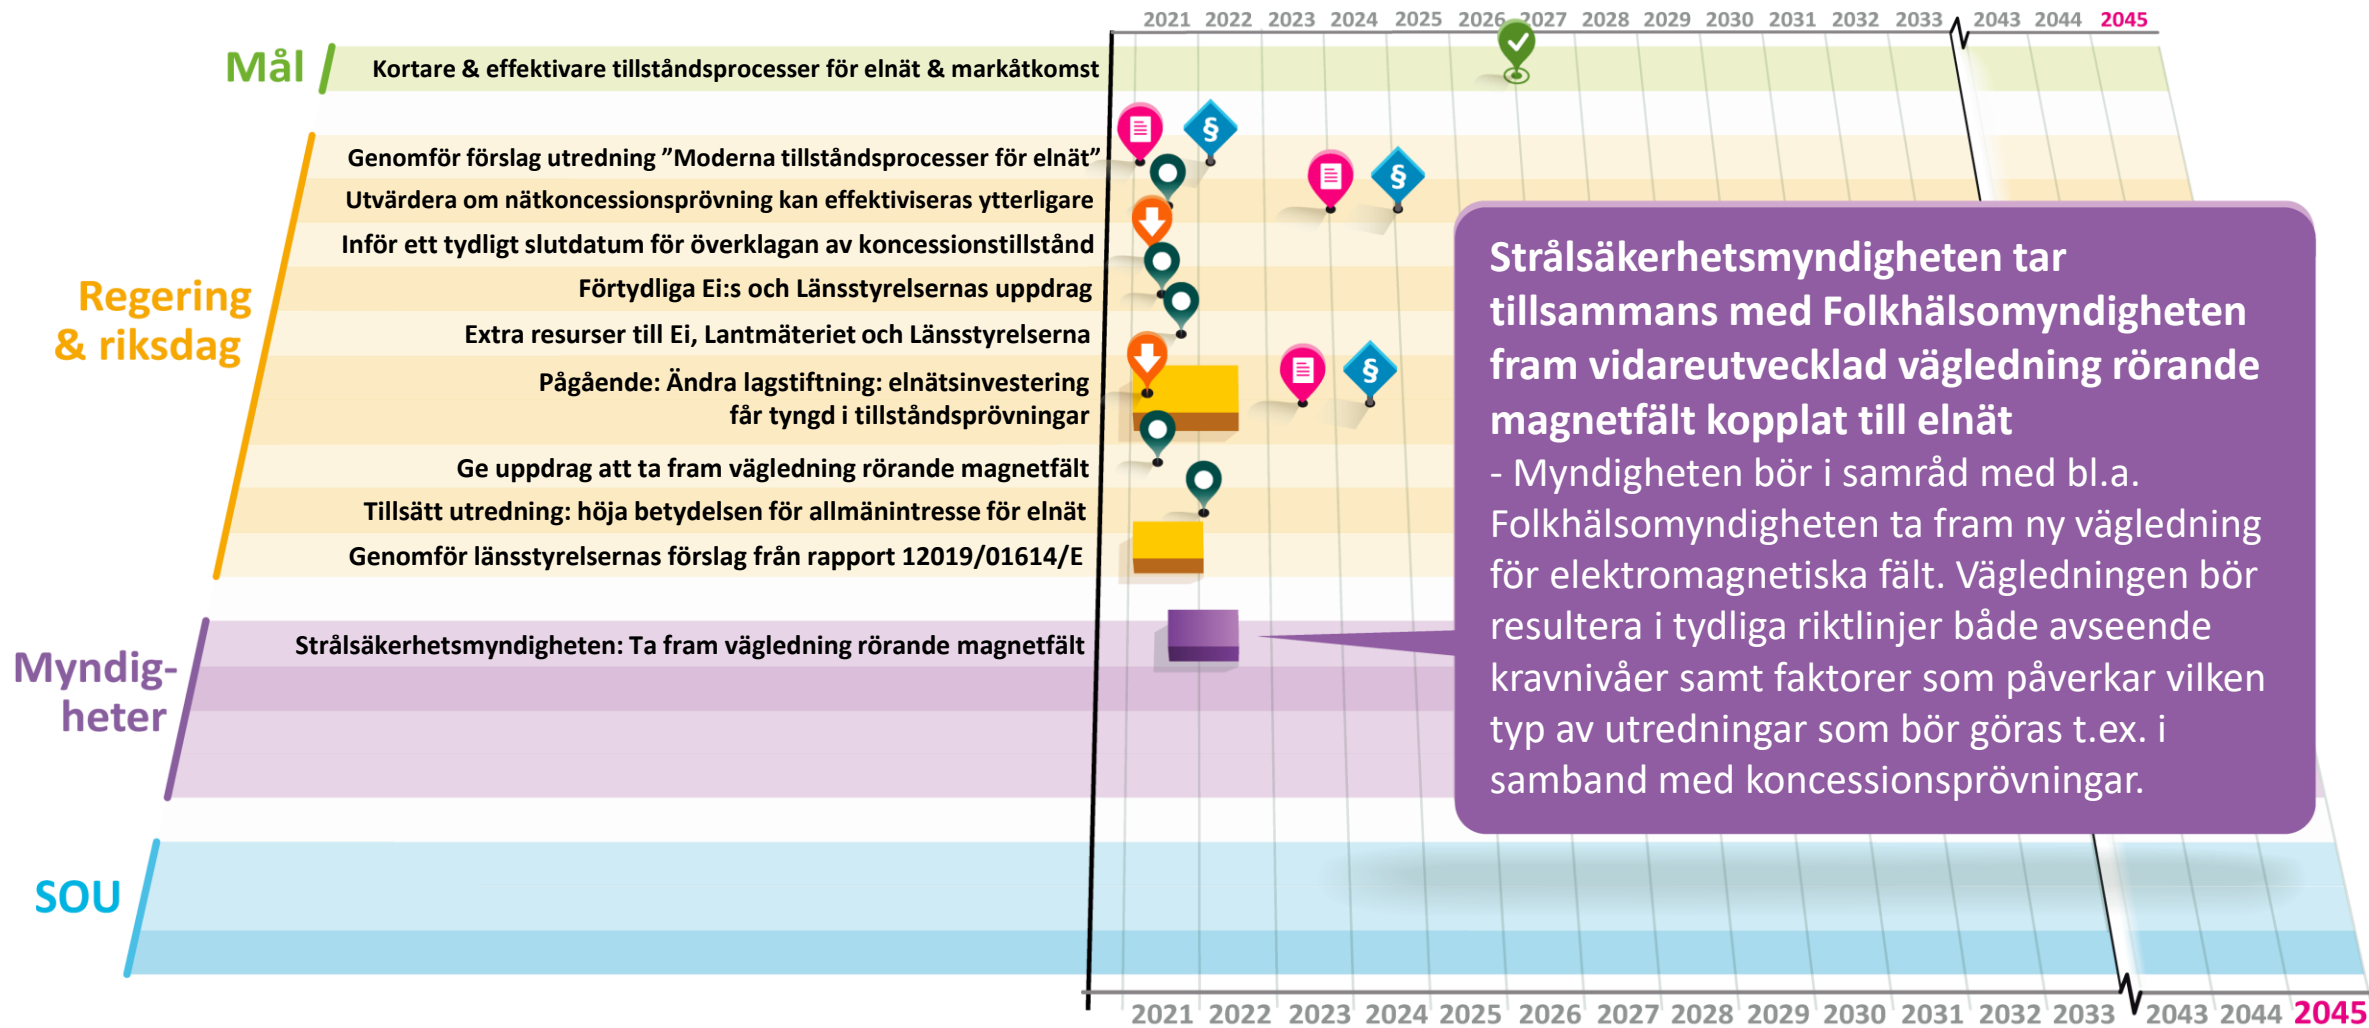 2021 2022 2023 2024 2025 2026 2027 2028 2029 2030 2031 2032 2033 2043 2044 2045
Mål
Kortare & effektivare tillståndsprocesser för elnät & markåtkomst
Regering
& riksdag
Genomför förslag utredning ”Moderna tillståndsprocesser för elnät”
§
Utvärdera om nätkoncessionsprövning kan effektiviseras ytterligare
§
Inför ett tydligt slutdatum för överklagan av koncessionstillstånd
Förtydliga Ei:s och Länsstyrelsernas uppdrag
Extra resurser till Ei, Lantmäteriet och Länsstyrelserna
Pågående: Ändra lagstiftning: elnätsinvestering
får tyngd i tillståndsprövningar
§
Ge uppdrag att ta fram vägledning rörande magnetfält
Tillsätt utredning: höja betydelsen för allmänintresse för elnät
Genomför länsstyrelsernas förslag från rapport 12019/01614/E
Myndig-
heter
Strålsäkerhetsmyndigheten: Ta fram vägledning rörande magnetfält
Strålsäkerhetsmyndigheten tar
tillsammans med Folkhälsomyndigheten
fram vidareutvecklad vägledning rörande
magnetfält kopplat till elnät
- Myndigheten bör i samråd med bl.a.
Folkhälsomyndigheten ta fram ny vägledning
för elektromagnetiska fält. Vägledningen bör
resultera i tydliga riktlinjer både avseende
kravnivåer samt faktorer som påverkar vilken
typ av utredningar som bör göras t.ex. i
samband med koncessionsprövningar.
SOU
2021 2022 2023 2024 2025 2026 2027 2028 2029 2030 2031 2032 2033 2043 2044 2045